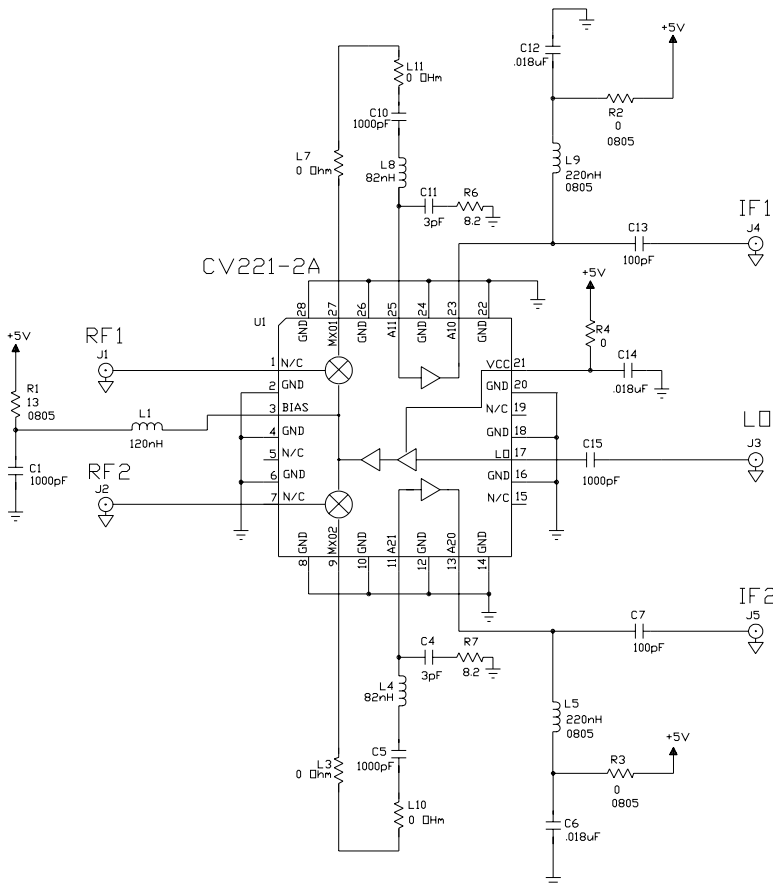 C12
.018uF
+5V
R2
0
0805
L11
0 OHm
C10
1000pF
L7
0 Ohm
L8
82nH
C11
3pF
R6
8.2
L9
220nH
0805
C13
100pF
IF1
J4
CV221-2A
U1
GND 28
MXO1 27
GND 26
A11 25
GND 24
A10 23
GND 22
+5V
R4
0
C14
.018uF
+5V
R1
13
0805
C1
1000pF
RF1
J1
L1
120nH
RF2
J2
1 N/C
2 GND
3 BIAS
4 GND
5 N/C
6 GND
7 N/C
VCC 21
GND 20
N/C 19
GND 18
LO 17
GND 16
N/C 15
C15
1000pF
LO
J3
8 GND
9 MXO2
10 GND
11 A21
12 GND
13 A20
14 GND
C4
3pF
R7
8.2
L4
82nH
C5
1000pF
L3
0 Ohm
L10
0 OHm
C7
100pF
IF2
J5
L5
220nH
0805
+5V
R3
0
0805
C6
.018uF